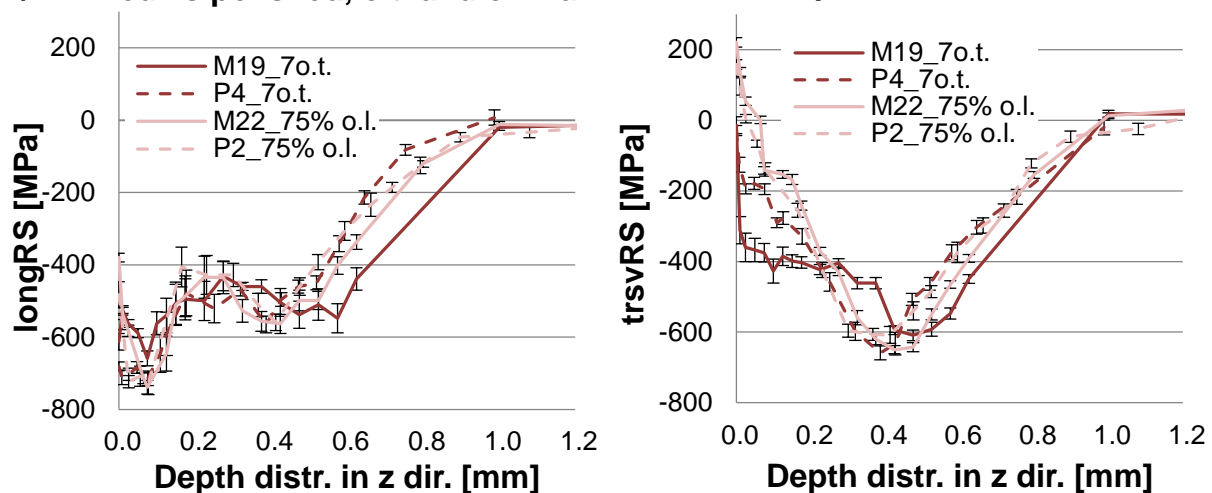 200
0
-200
-400
-600
-800
longRS [MPa]
M19_7o.t.
P4_7o.t.
M22_75% o.l.
P2_75% o.l.
0.0 0.2 0.4 0.6 0.8 1.0 1.2
Depth distr. in z dir. [mm]
200
0
-200
-400
-600
-800
trsvRS [MPa]
M19_7o.t.
P4_7o.t.
M22_75% o.l.
P2_75% o.l.
0.0 0.2 0.4 0.6 0.8 1.0 1.2
Depth distr. in z dir. [mm]